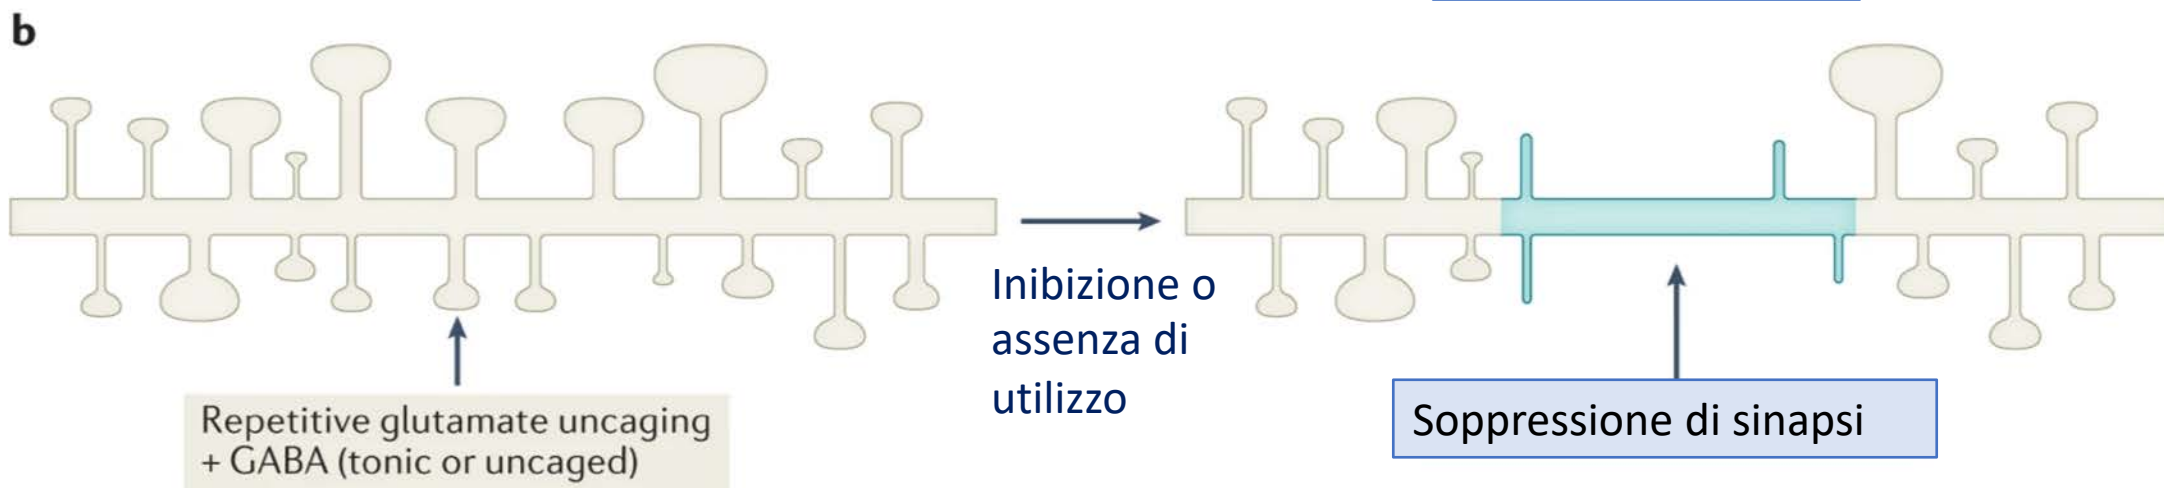 b
Inibizione o
assenza di
utilizzo
Repetitive glutamate uncaging
+ GABA (tonic or uncaged)
Soppressione di sinapsi